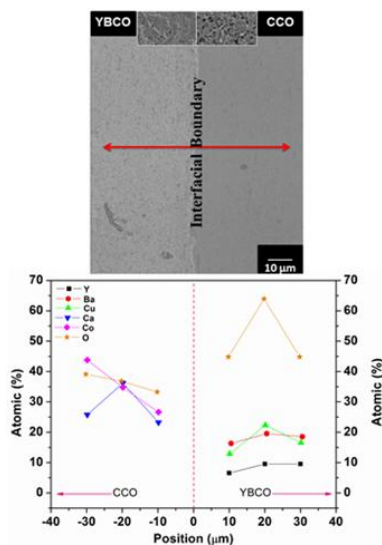 YBCO
CCO
Interfacial Boundary
10 µm
70
60
50
40
30
20
10
0
Atomic (%)
Y
Ba
Cu
Ca
Co
O
70
60
50
40
30
20
10
0
Atomic (%)
CCO
YBCO
-40 -30 -20 -10 0 10 20 30 40
Position (µm)